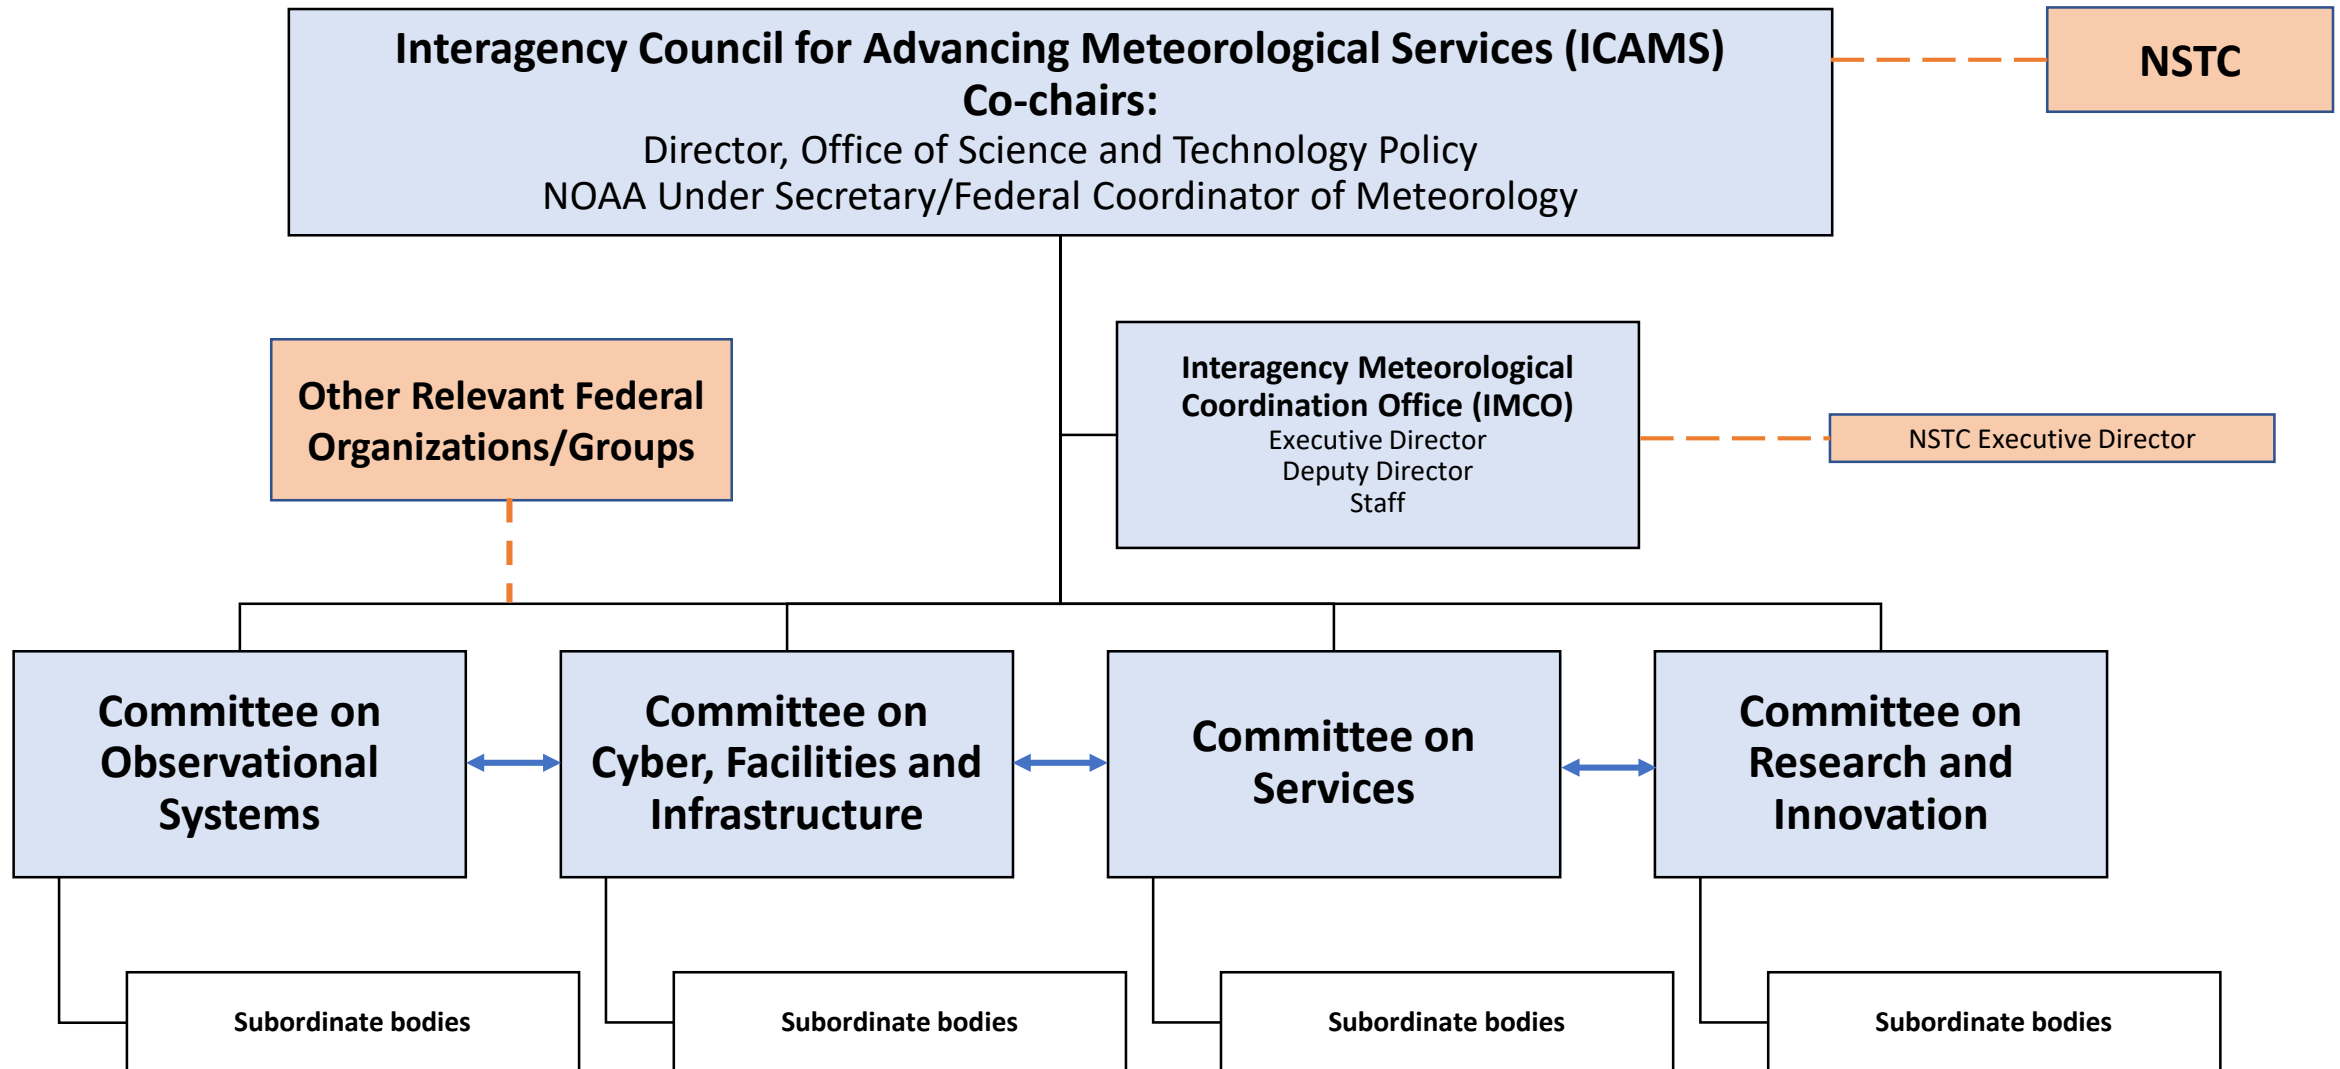 Interagency Council for Advancing Meteorological Services (ICAMS)
Co-chairs:
Director, Office of Science and Technology Policy
NOAA Under Secretary/Federal Coordinator of Meteorology
NSTC
Other Relevant Federal
Organizations/Groups
Interagency Meteorological
Coordination Office (IMCO)
Executive Director
Deputy Director
Staff
NSTC Executive Director
Committee on
Observational
Systems
Committee on
Cyber, Facilities and
Infrastructure
Committee on
Services
Committee on
Research and
Innovation
Subordinate bodies
Subordinate bodies
Subordinate bodies
Subordinate bodies